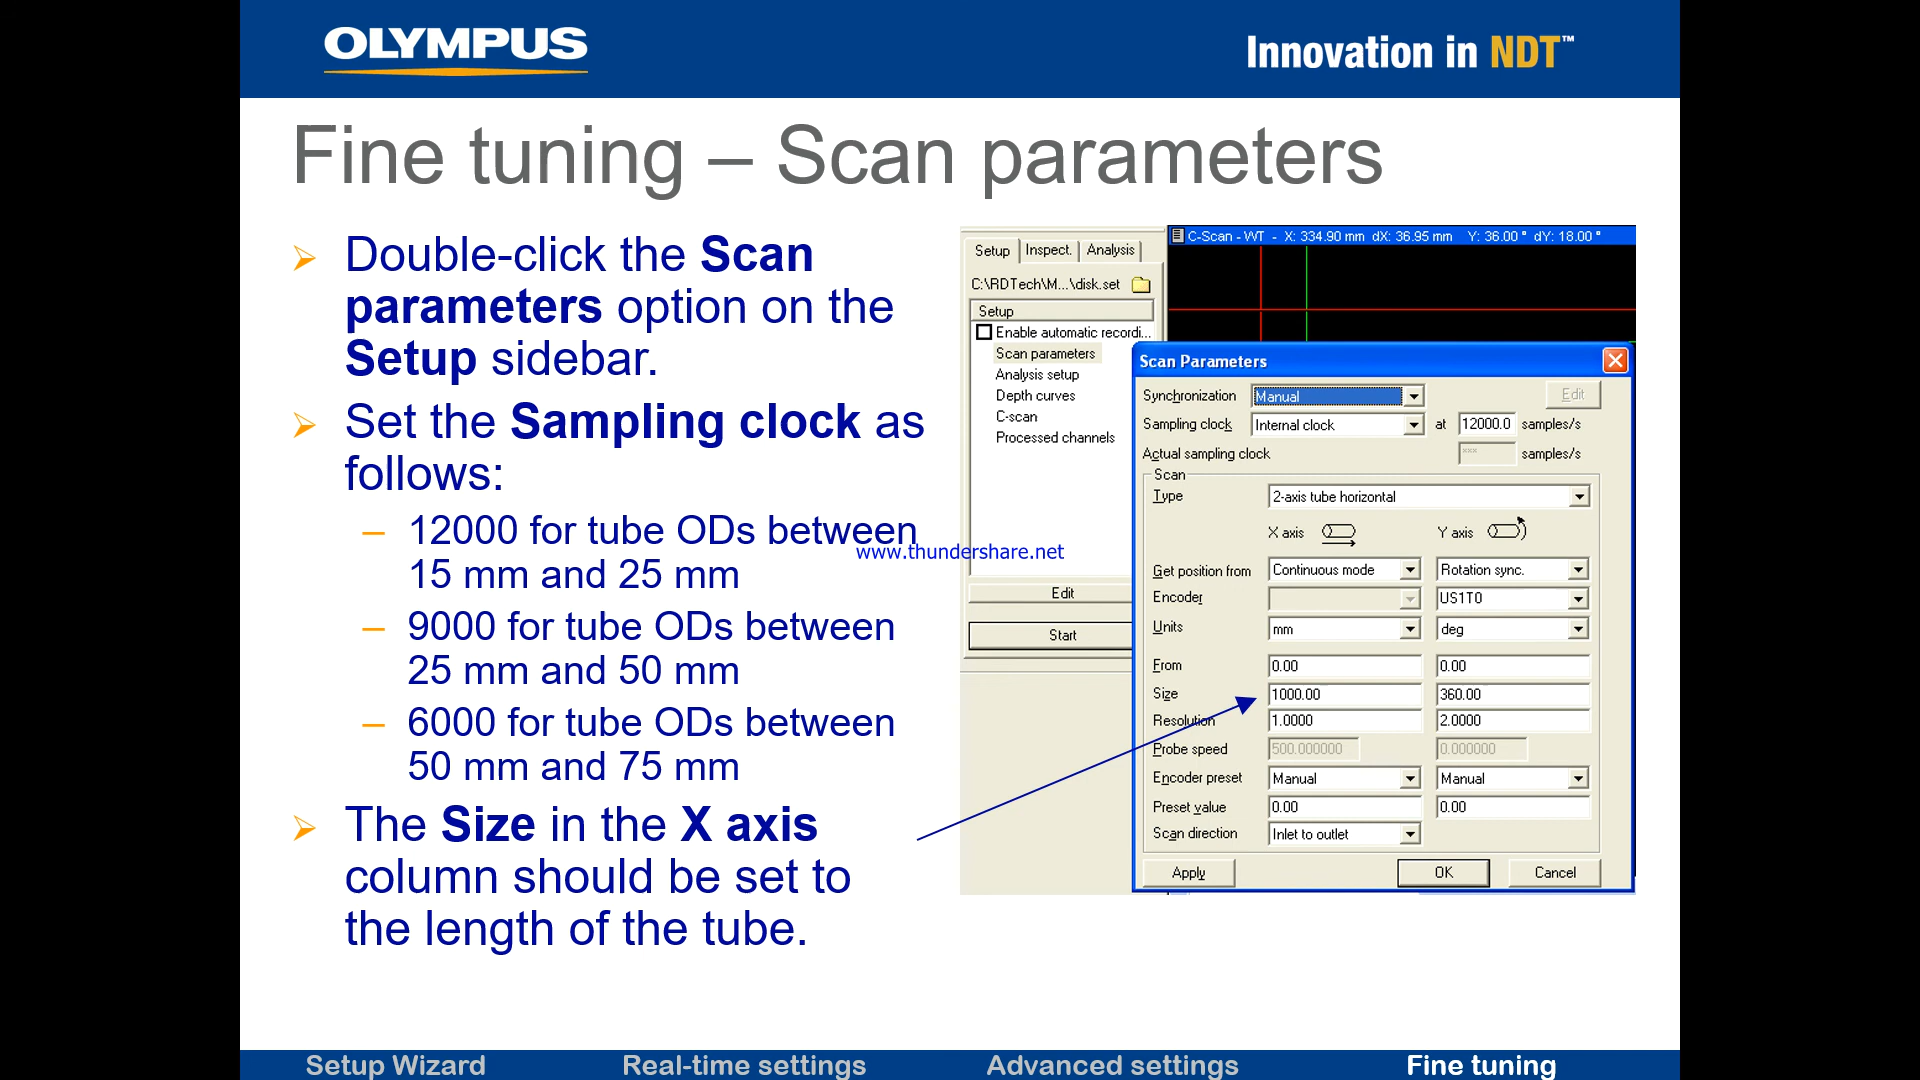 OLYMPUS
Innovation in NDT™
Fine tuning – Scan parameters
Double-click the Scan
parameters option on the
Setup sidebar.
Set the Sampling clock as
follows:
– 12000 for tube ODs between
15 mm and 25 mm
– 9000 for tube ODs between
25 mm and 50 mm
– 6000 for tube ODs between
50 mm and 75 mm
The Size in the X axis
column should be set to
the length of the tube.
www.thundershare.net
Setup Inspect. Analysis
C:\RDTech\M...\disk.set
Setup
Enable automatic recordi...
Scan parameters
Analysis setup
Depth curves
C-scan
Processed channels
Edit
Start
C-Scan - WT - X: 334.90 mm dX: 36.95 mm Y: 36.00 ° dY: 18.00 °
Scan Parameters
Synchronization Manual Edit
Sampling clock Internal clock at 12000.0 samples/s
Actual sampling clock *** samples/s
Scan
Type 2-axis tube horizontal
X axis Y axis
Get position from Continuous mode Rotation sync.
Encoder US1T0
Units mm deg
From 0.00 0.00
Size 1000.00 360.00
Resolution 1.0000 2.0000
Probe speed 500.000000 0.000000
Encoder preset Manual Manual
Preset value 0.00 0.00
Scan direction Inlet to outlet
Apply OK Cancel
Setup Wizard Real-time settings Advanced settings Fine tuning